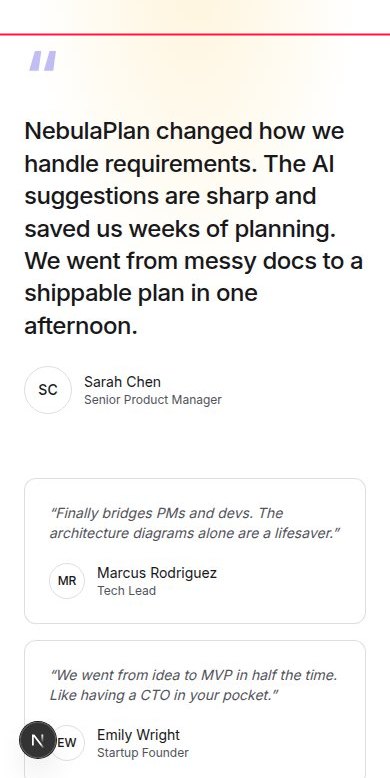 “
NebulaPlan changed how we
handle requirements. The AI
suggestions are sharp and
saved us weeks of planning.
We went from messy docs to a
shippable plan in one
afternoon.
SC
Sarah Chen
Senior Product Manager
“Finally bridges PMs and devs. The
architecture diagrams alone are a lifesaver.”
MR
Marcus Rodriguez
Tech Lead
“We went from idea to MVP in half the time.
Like having a CTO in your pocket.”
N
EW
Emily Wright
Startup Founder